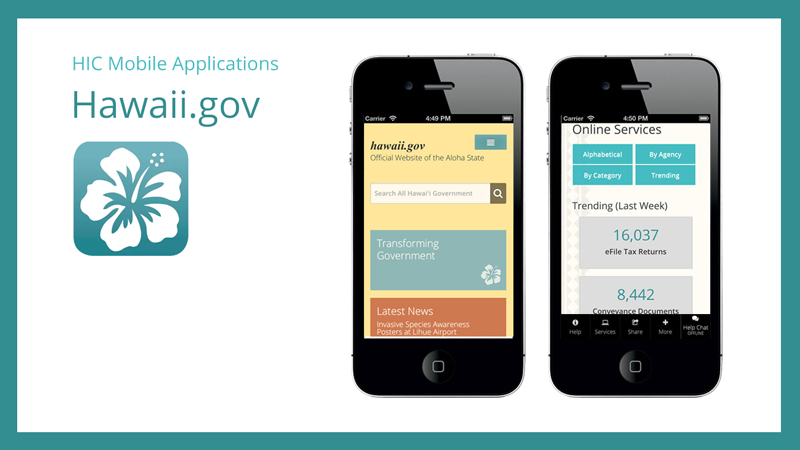 HIC Mobile Applications
Hawaii.gov
Carrier
4:49 PM
hawaii.gov
Official Website of the Aloha State
Search All Hawai'i Government
Transforming
Government
Latest News
Invasive Species Awareness
Posters at Lihue Airport
Carrier
4:50 PM
Online Services
Alphabetical
By Agency
By Category
Trending
Trending (Last Week)
16,037
eFile Tax Returns
8,442
Conveyance Documents
Help
Services
Share
More
Help Chat
OFFLINE